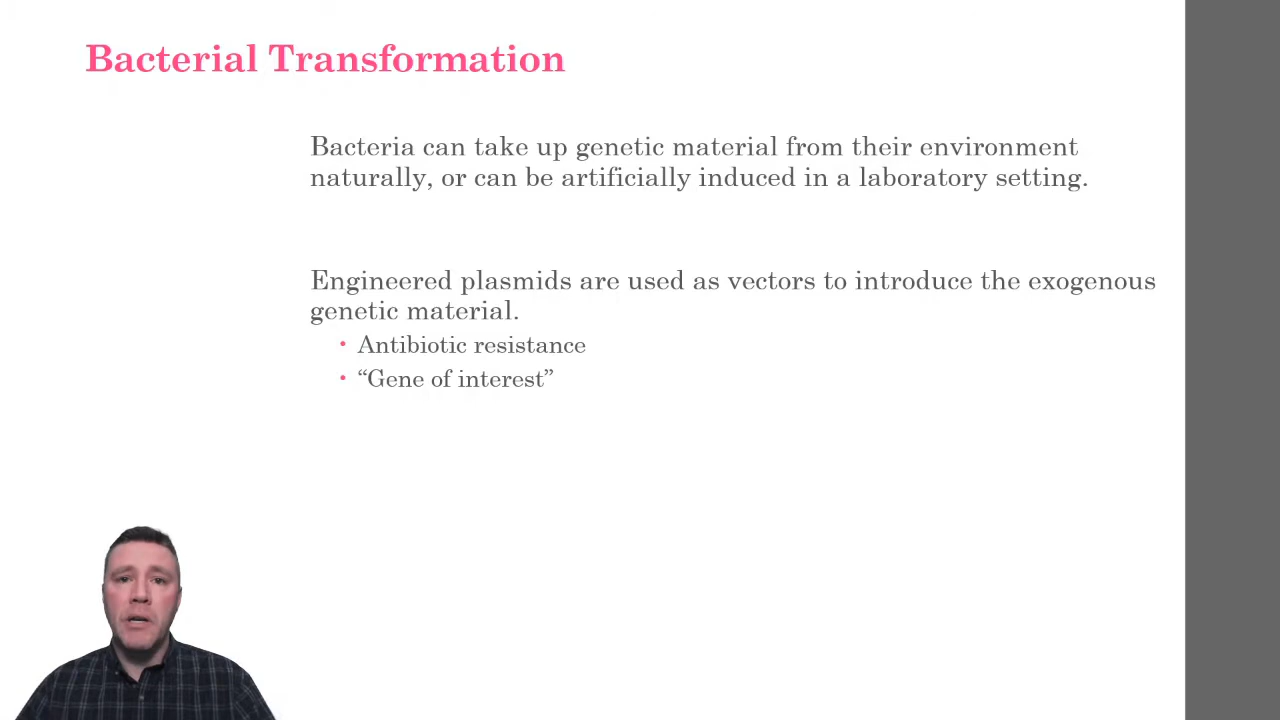 Bacterial Transformation
Bacteria can take up genetic material from their environment
naturally, or can be artificially induced in a laboratory setting.
Engineered plasmids are used as vectors to introduce the exogenous
genetic material.
• Antibiotic resistance
• “Gene of interest”